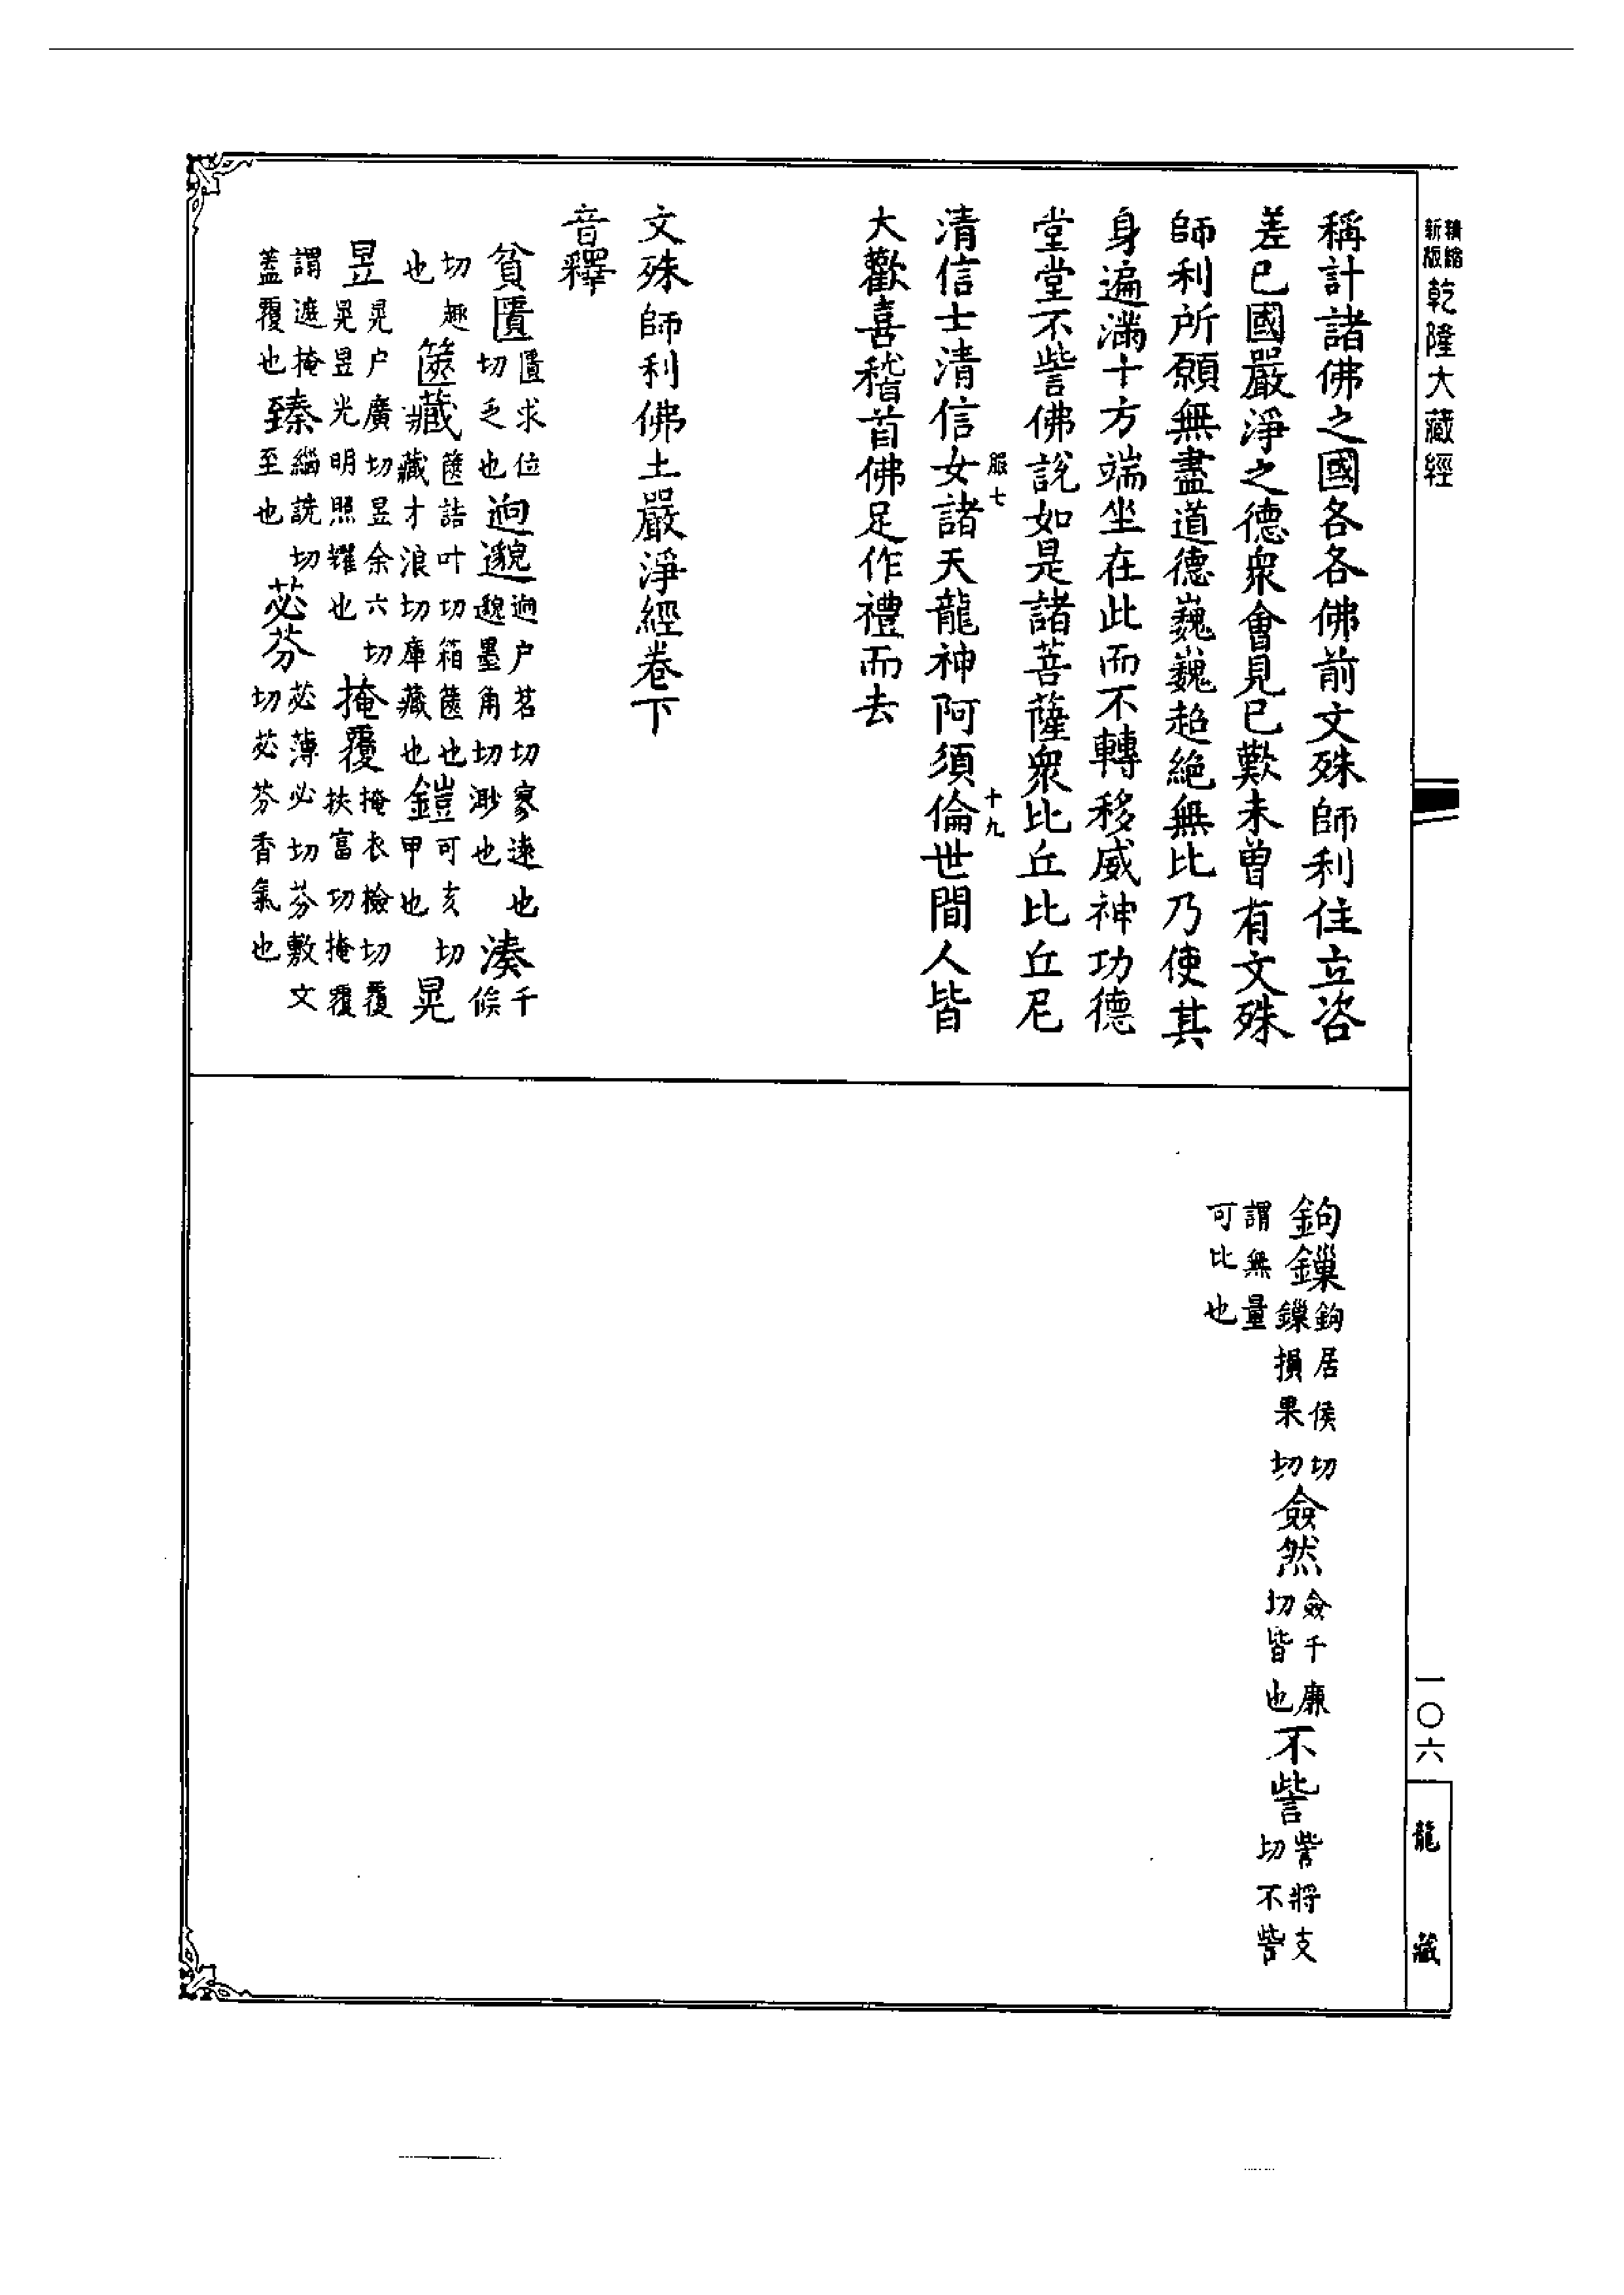 精縮新版乾隆大藏經
稱計諸佛之國各各佛前文殊師利住立咨
差已國嚴淨之德衆會見已歎未曾有文殊
師利所願無盡道德巍巍超絶無比乃使其
身遍滿十方端坐在此而不轉移威神功德
堂堂不訾佛說如是諸菩薩衆比丘比丘尼
服七 十九
清信士清信女諸天龍神阿須倫世間人皆
大歡喜稽首佛足作禮而去
文殊師利佛土嚴淨經卷下
音釋
貧匱匱求位切乏也迥邈迥户茗切寥遠也邈墨角切渺也湊千候
切趣也篋藏篋詰叶切箱篋也藏才浪切庫藏也鎧可亥切甲也晃
昱晃户廣切昱余六切晃昱光明照耀也掩覆掩衣檢切覆扶富切掩覆
謂遮掩蓋覆也臻緇詵切至也苾芬苾薄必切芬敷文切苾芬香氣也
鉤鏁鉤居侯切鏁損果切僉然僉千廉切皆也不訾訾將支切不訾
謂無量可比也
一〇六
龍藏